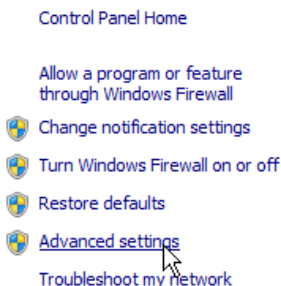 Control Panel Home
Allow a program or feature
through Windows Firewall
Change notification settings
Turn Windows Firewall on or off
Restore defaults
Advanced settings
Troubleshoot my network